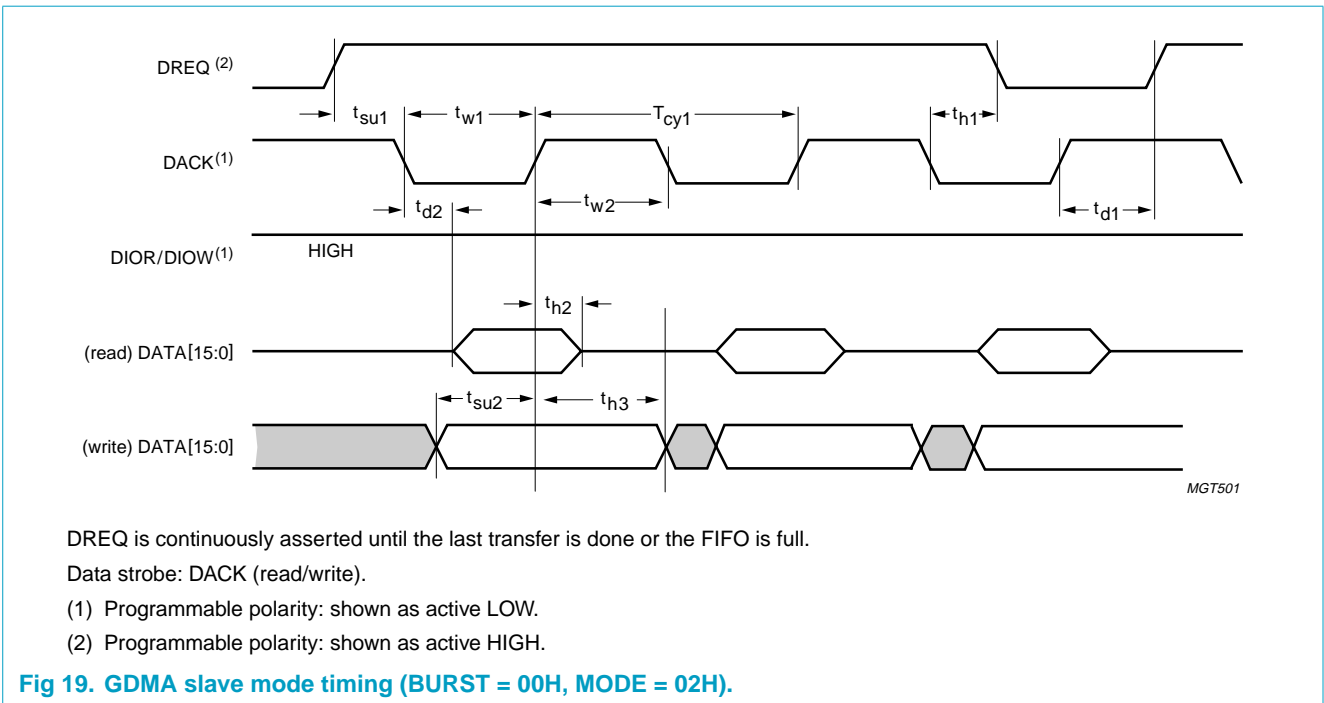 DREQ (2)
tsu1 tw1 Tcy1 th1
DACK(1)
td2 tw2 td1
DIOR/DIOW(1) HIGH
th2
(read) DATA[15:0]
tsu2 th3
(write) DATA[15:0]
MGT501
DREQ is continuously asserted until the last transfer is done or the FIFO is full.
Data strobe: DACK (read/write).
(1) Programmable polarity: shown as active LOW.
(2) Programmable polarity: shown as active HIGH.
Fig 19. GDMA slave mode timing (BURST = 00H, MODE = 02H).